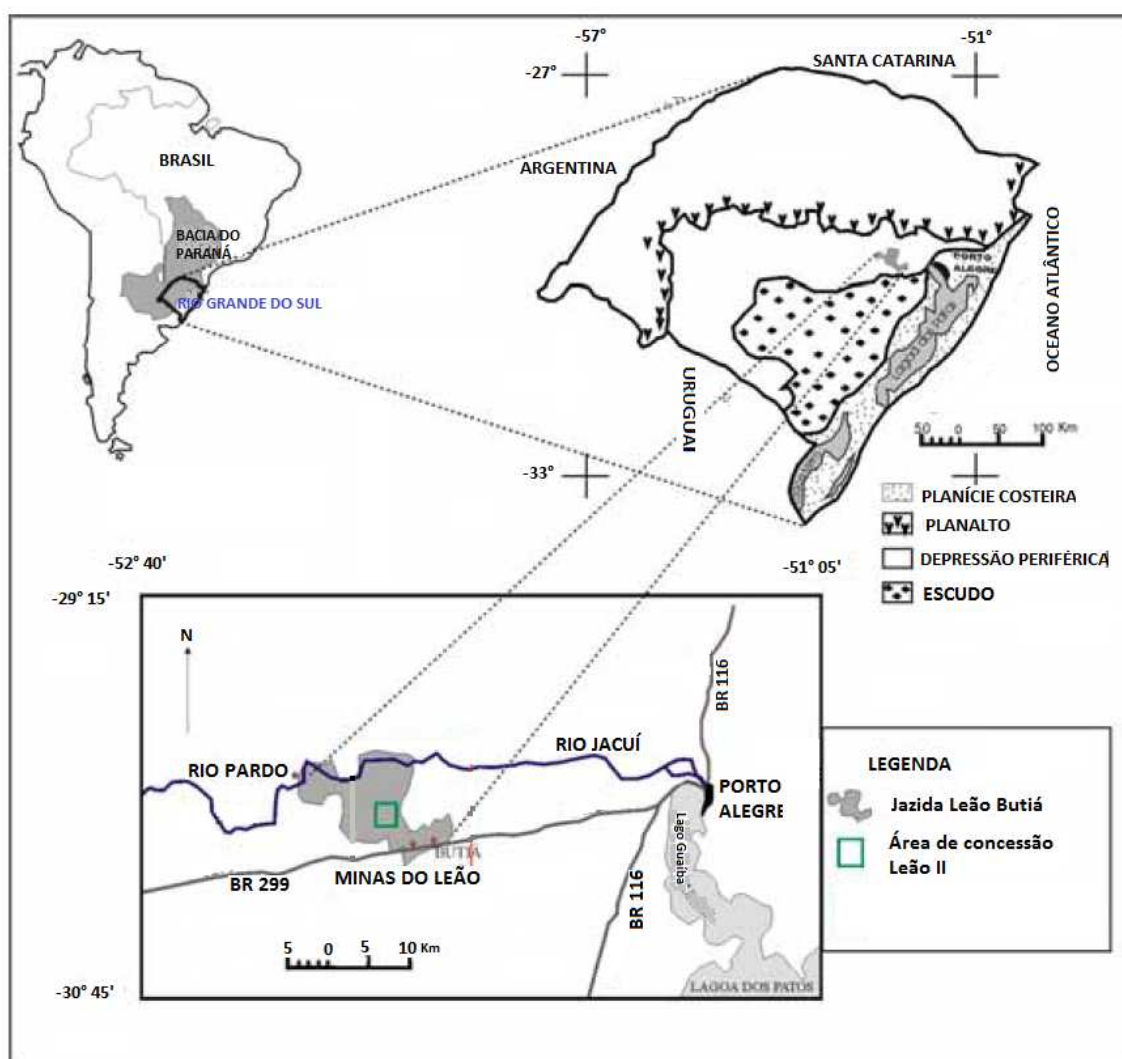 -57°
-51°
-27°
SANTA CATARINA
BRASIL
ARGENTINA
BACIA DO
PARANÁ
RIO GRANDE DO SUL
PORTO
ALEGRE
OCEANO ATLÂNTICO
Lagoa dos Patos
URUGUAI
50 0 50 100 Km
-33°
PLANÍCIE COSTEIRA
PLANALTO
DEPRESSÃO PERIFÉRICA
ESCUDO
-52° 40'
-51° 05'
-29° 15'
N
BR 116
RIO JACUÍ
RIO PARDO
PORTO
ALEGRE
Lago Guaíba
BUTIÁ
MINAS DO LEÃO
BR 299
BR 116
5 0 5 10 Km
-30° 45'
LAGOA DOS PATOS
LEGENDA
Jazida Leão Butiá
Área de concessão
Leão II